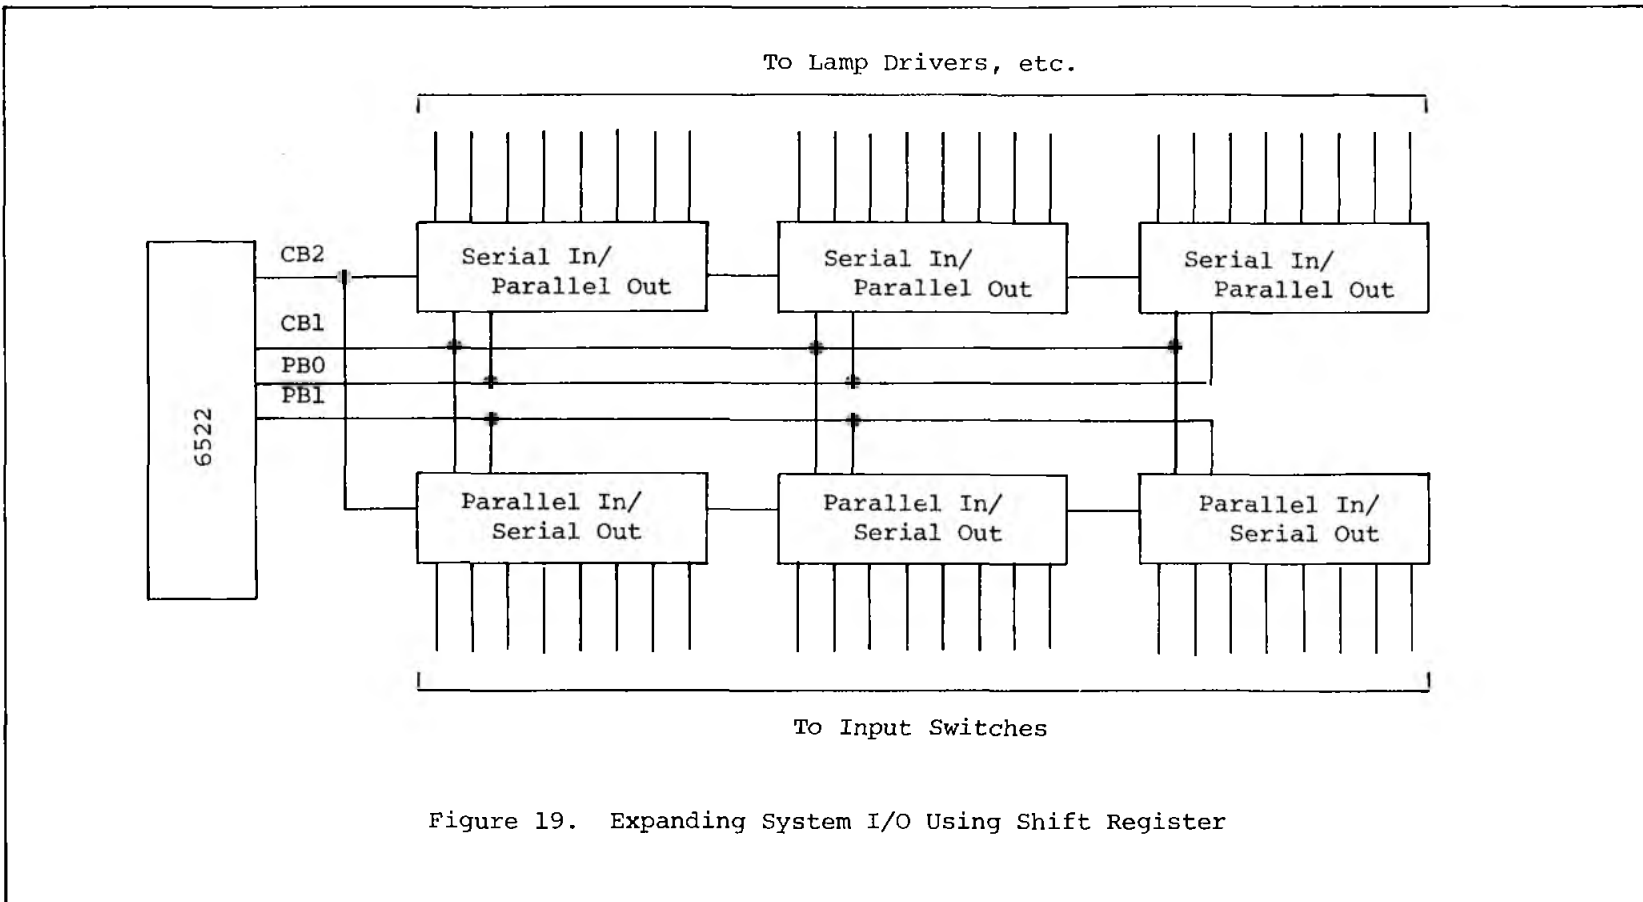 To Lamp Drivers, etc.
CB2
Serial In/
Parallel Out
Serial In/
Parallel Out
Serial In/
Parallel Out
CB1
PB0
PB1
6522
Parallel In/
Serial Out
Parallel In/
Serial Out
Parallel In/
Serial Out
To Input Switches
Figure 19. Expanding System I/O Using Shift Register